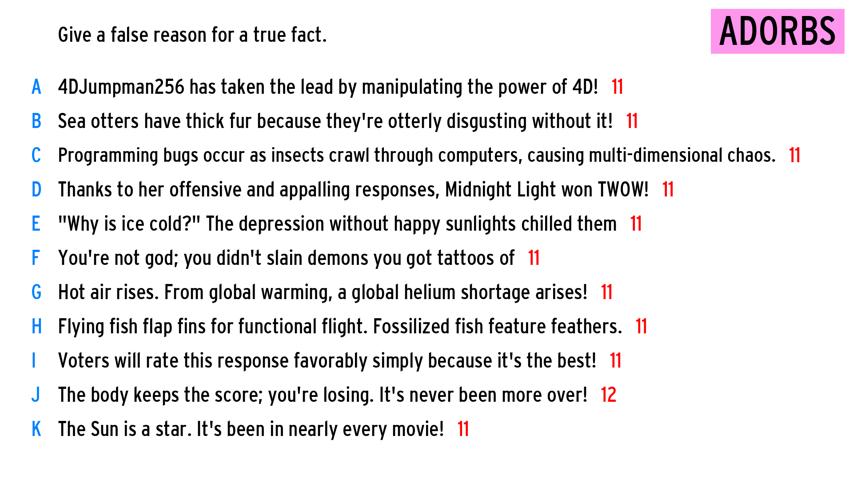 Give a false reason for a true fact.
ADORBS
A 4DJumpman256 has taken the lead by manipulating the power of 4D! 11
B Sea otters have thick fur because they're otterly disgusting without it! 11
C Programming bugs occur as insects crawl through computers, causing multi-dimensional chaos. 11
D Thanks to her offensive and appalling responses, Midnight Light won TWOW! 11
E "Why is ice cold?" The depression without happy sunlights chilled them 11
F You're not god; you didn't slain demons you got tattoos of 11
G Hot air rises. From global warming, a global helium shortage arises! 11
H Flying fish flap fins for functional flight. Fossilized fish feature feathers. 11
I Voters will rate this response favorably simply because it's the best! 11
J The body keeps the score; you're losing. It's never been more over! 12
K The Sun is a star. It's been in nearly every movie! 11